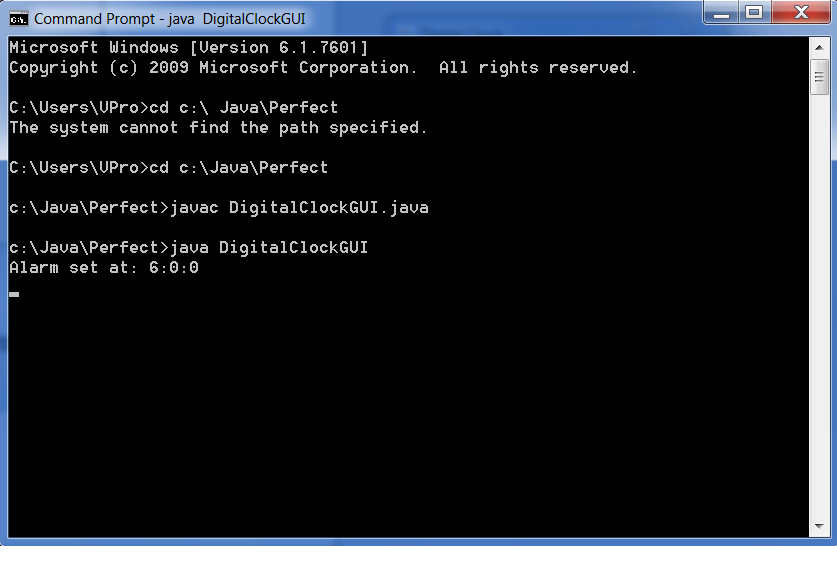 Command Prompt - java  DigitalClockGUI
Microsoft Windows [Version 6.1.7601]
Copyright (c) 2009 Microsoft Corporation.  All rights reserved.
C:\Users\VPro>cd c:\ Java\Perfect
The system cannot find the path specified.
C:\Users\VPro>cd c:\Java\Perfect
c:\Java\Perfect>javac DigitalClockGUI.java
c:\Java\Perfect>java DigitalClockGUI
Alarm set at: 6:0:0